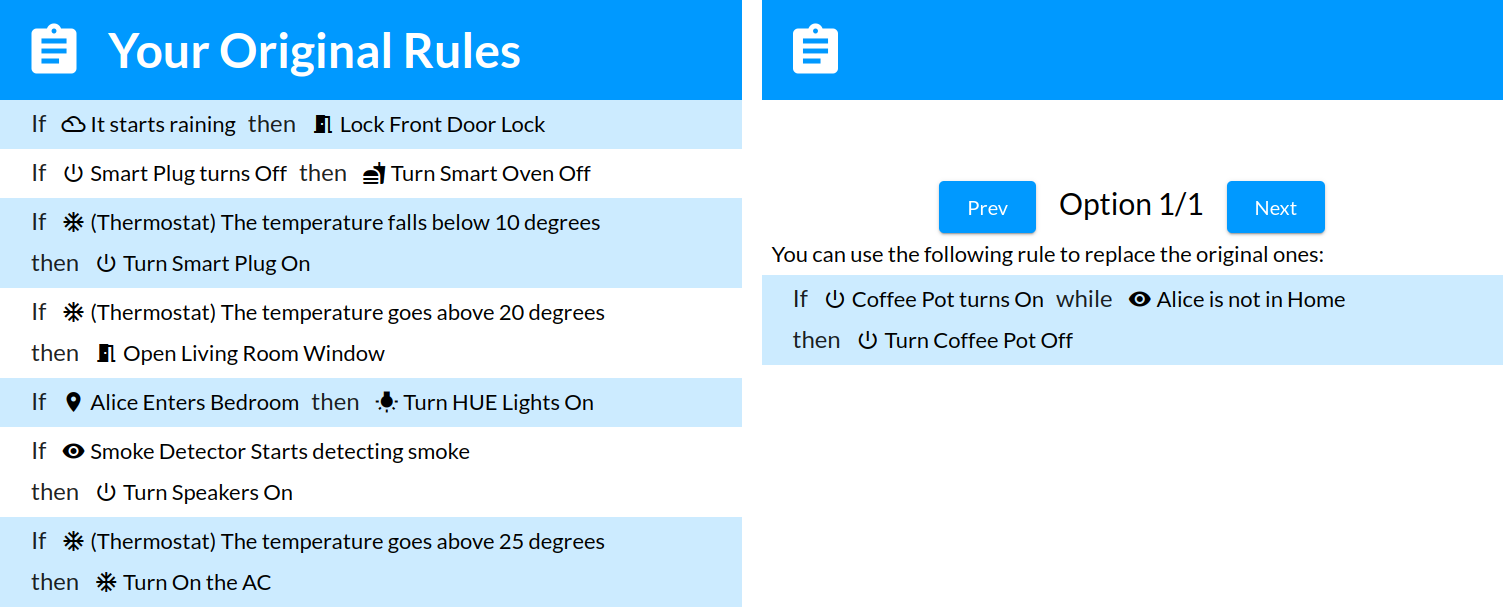 Your Original Rules
If It starts raining then Lock Front Door Lock
If Smart Plug turns Off then Turn Smart Oven Off
If (Thermostat) The temperature falls below 10 degrees
then Turn Smart Plug On
If (Thermostat) The temperature goes above 20 degrees
then Open Living Room Window
If Alice Enters Bedroom then Turn HUE Lights On
If Smoke Detector Starts detecting smoke
then Turn Speakers On
If (Thermostat) The temperature goes above 25 degrees
then Turn On the AC
Prev Option 1/1 Next
You can use the following rule to replace the original ones:
If Coffee Pot turns On while Alice is not in Home
then Turn Coffee Pot Off